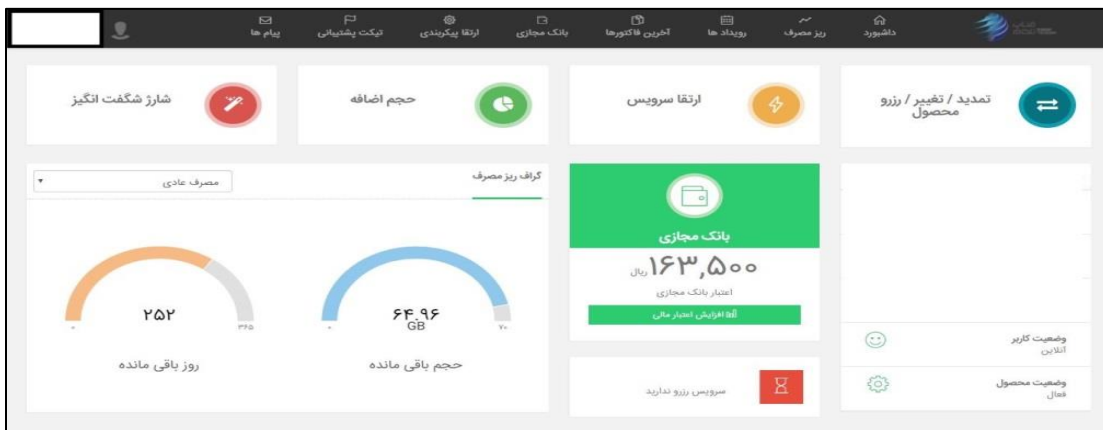 داشبورد
ریز مصرف
رویداد ها
آخرین فاکتورها
بانک مجازی
ارتقا پیکربندی
تیکت پشتیبانی
پیام ها
تمدید / تغییر / رزرو
محصول
ارتقا سرویس
حجم اضافه
شارژ شگفت انگیز
وضعیت کاربر
آنلاین
وضعیت محصول
فعال
بانک مجازی
۱۶۳,۵۰۰ ریال
اعتبار بانک مجازی
افزایش اعتبار مالی
سرویس رزرو ندارید
گراف ریز مصرف
مصرف عادی
۶۴.۹۶
GB
۰
۷۰
حجم باقی مانده
۲۵۲
۰
۳۶۵
روز باقی مانده